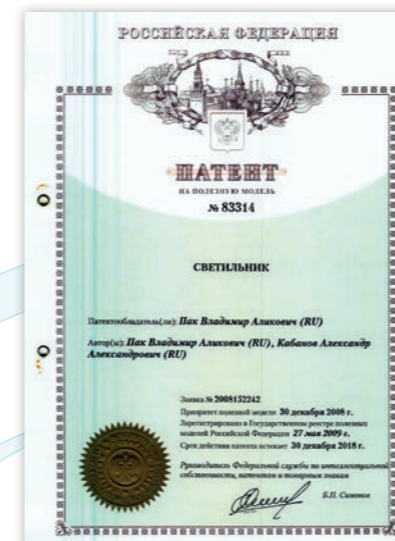 РОССИЙСКАЯ ФЕДЕРАЦИЯ
ПАТЕНТ
НА ПОЛЕЗНУЮ МОДЕЛЬ
№ 83314
СВЕТИЛЬНИК
Патентообладатель(ли): Пак Владимир Аликович (RU)
Автор(ы): Пак Владимир Аликович (RU), Кабанов Александр
Александрович (RU)
Заявка № 2008152242
Приоритет полезной модели 30 декабря 2008 г.
Зарегистрировано в Государственном реестре полезных
моделей Российской Федерации 27 мая 2009 г.
Срок действия патента истекает 30 декабря 2018 г.
Руководитель Федеральной службы по интеллектуальной
собственности, патентам и товарным знакам
Б.П. Симонов